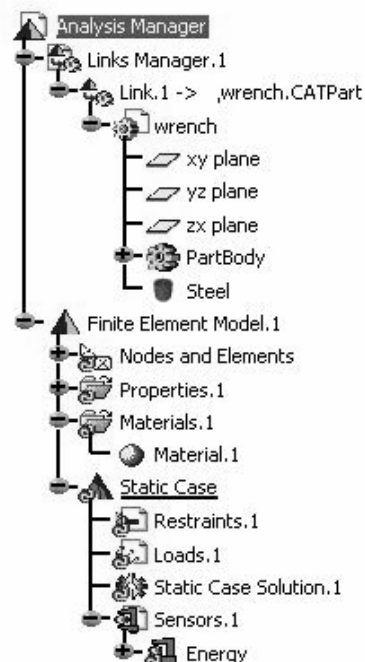 Analysis Manager
Links Manager.1
Link.1 -> ,wrench.CATPart
wrench
xy plane
yz plane
zx plane
PartBody
Steel
Finite Element Model.1
Nodes and Elements
Properties.1
Materials.1
Material.1
Static Case
Restraints.1
Loads.1
Static Case Solution.1
Sensors.1
Energy